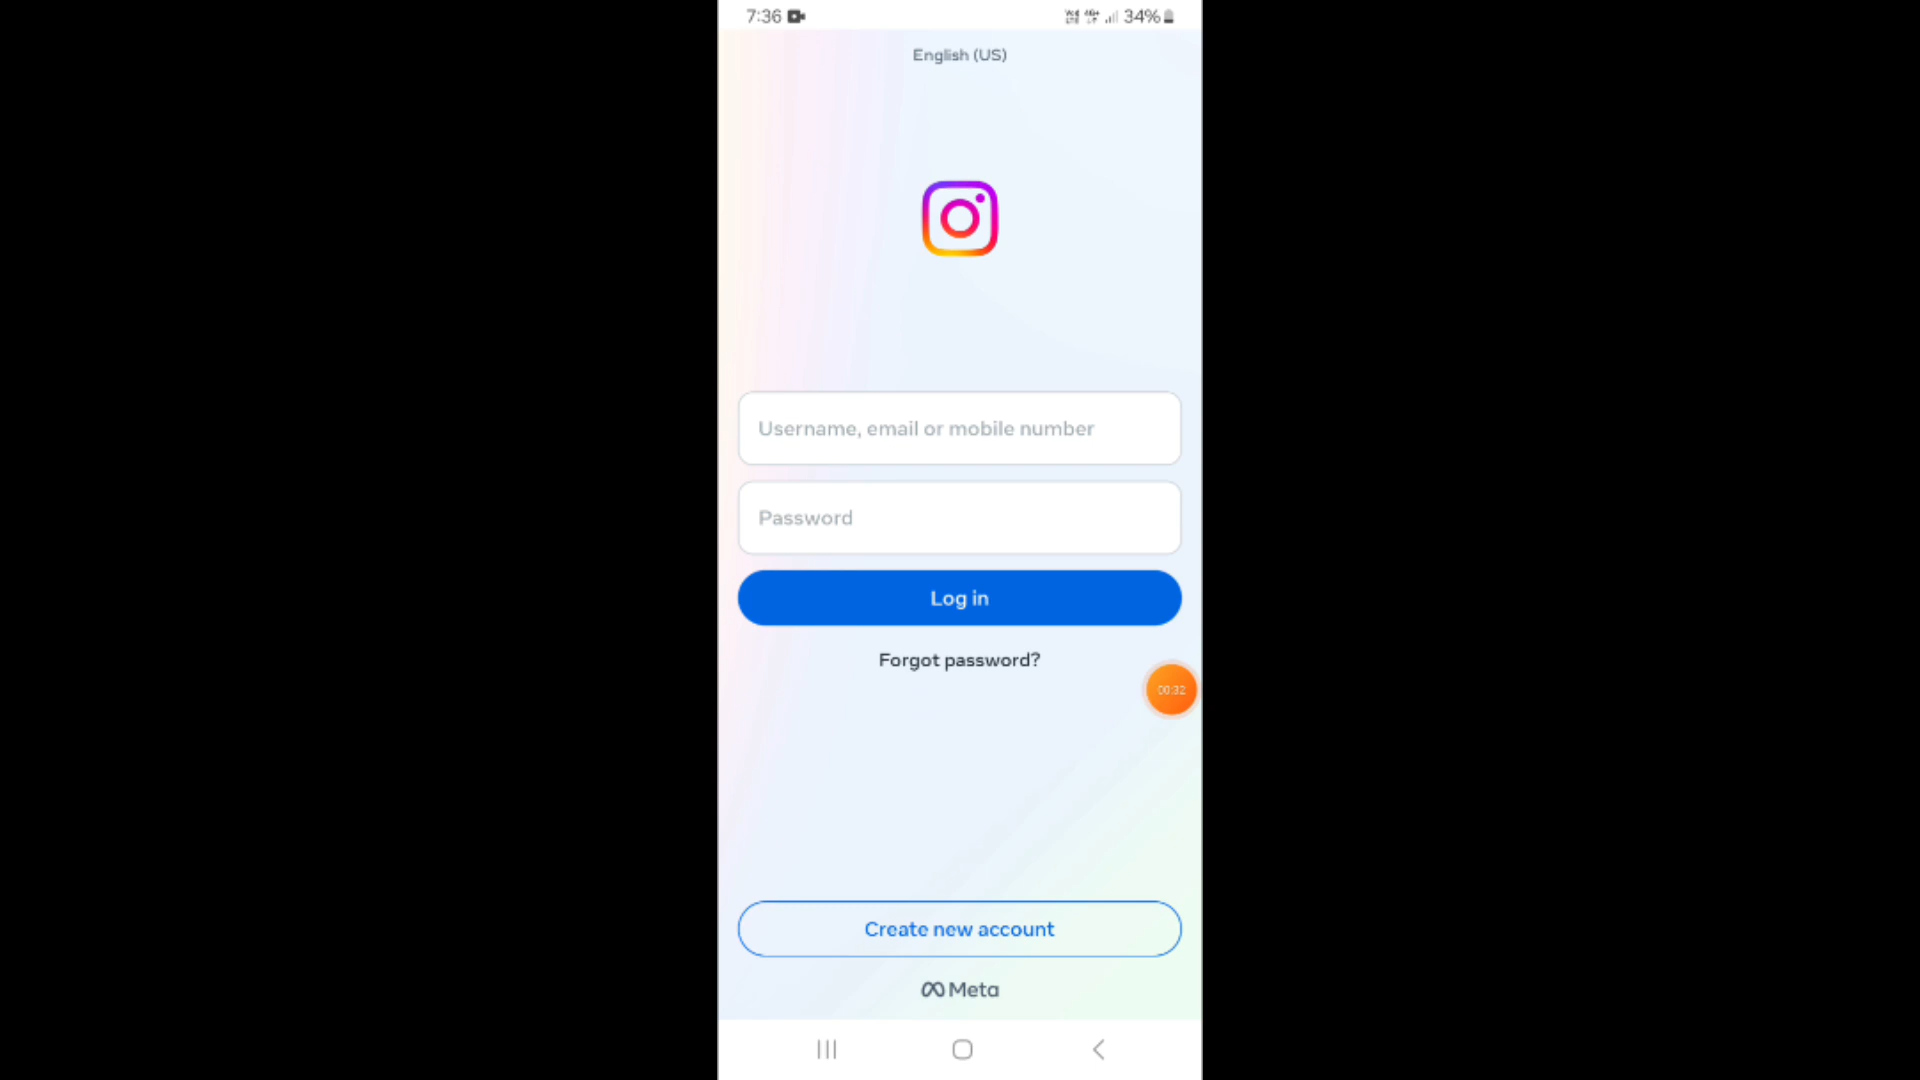 7:36 34%
English (US)
Username, email or mobile number
Password
Log in
Forgot password?
00:32
Create new account
Meta